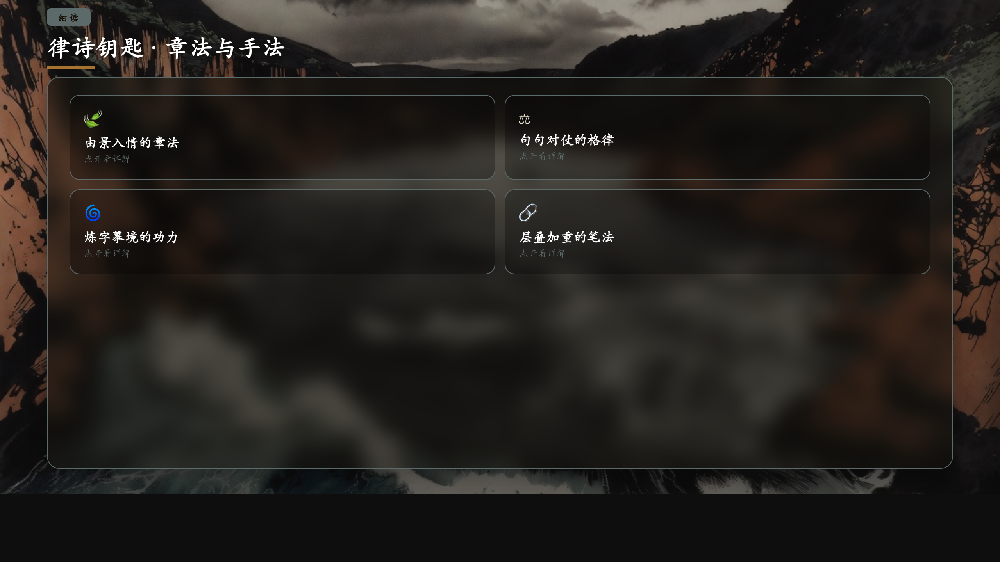 细读
律诗钥匙·章法与手法
由景入情的章法
点开看详解
句句对仗的格律
点开看详解
炼字摹境的功力
点开看详解
层叠加重的笔法
点开看详解